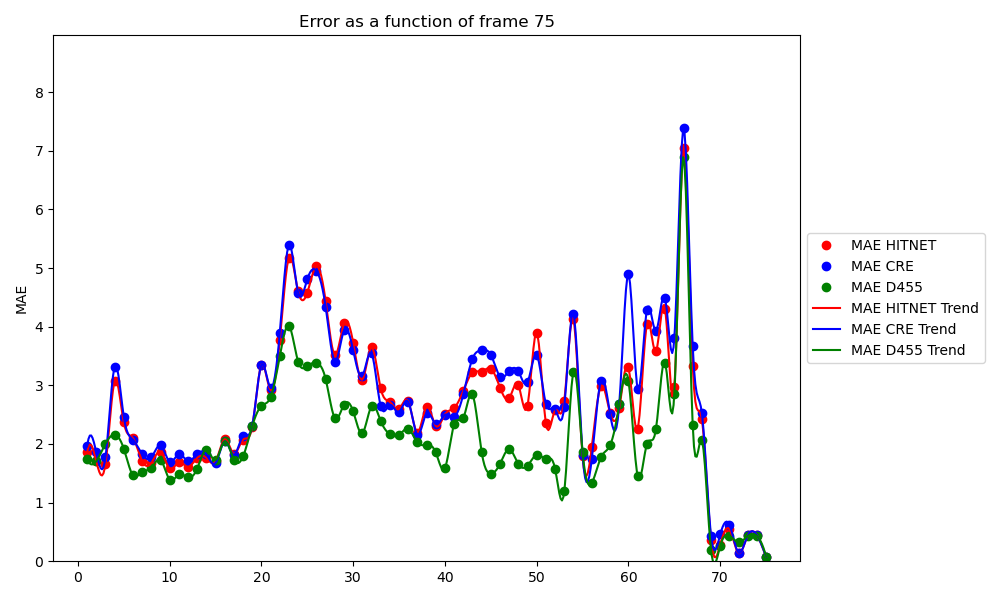 Error as a function of frame 75
MAE
8
7
6
5
4
3
2
1
0
0 10 20 30 40 50 60 70
MAE HITNET
MAE CRE
MAE D455
MAE HITNET Trend
MAE CRE Trend
MAE D455 Trend